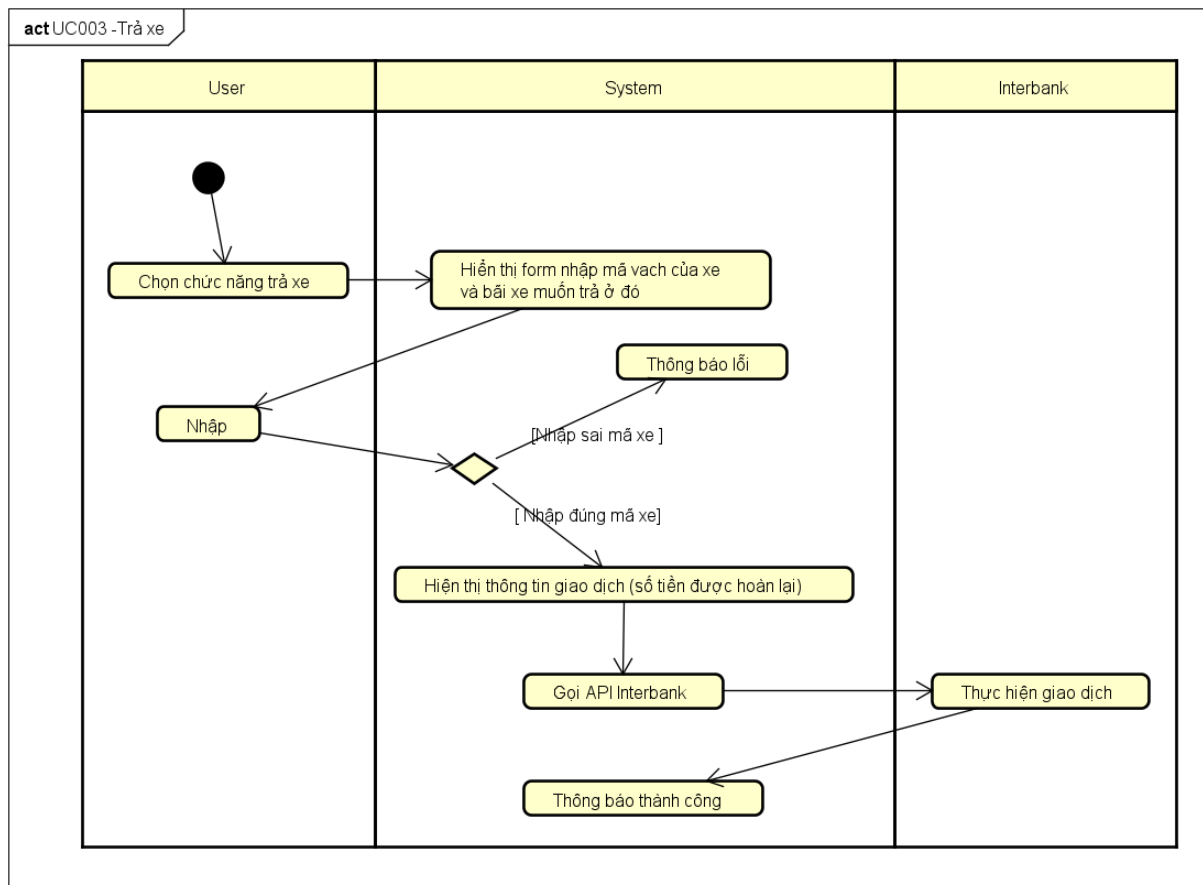 act UC003 -Trả xe
User
System
Interbank
Chọn chức năng trả xe
Hiển thị form nhập mã vach của xe
và bãi xe muốn trả ở đó
Thông báo lỗi
Nhập
[Nhập sai mã xe ]
[ Nhập đúng mã xe]
Hiện thị thông tin giao dịch (số tiền được hoàn lại)
Gọi API Interbank
Thực hiện giao dịch
Thông báo thành công